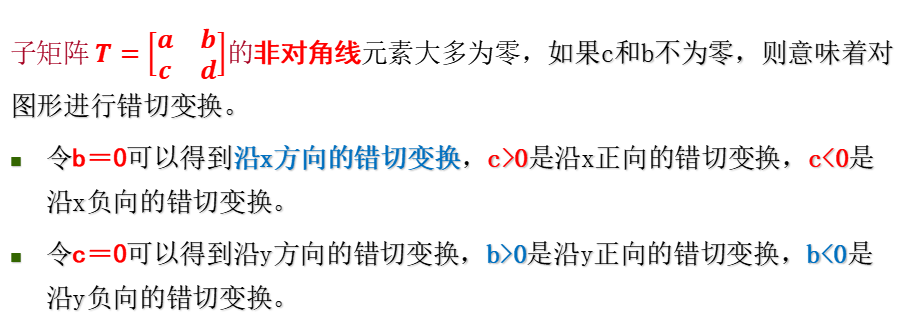 子矩阵 T = [a b c d]的非对角线元素大多为零，如果c和b不为零，则意味着对
图形进行错切变换。
■ 令b＝0可以得到沿x方向的错切变换，c>0是沿x正向的错切变换，c<0是
沿x负向的错切变换。
■ 令c＝0可以得到沿y方向的错切变换，b>0是沿y正向的错切变换，b<0是
沿y负向的错切变换。